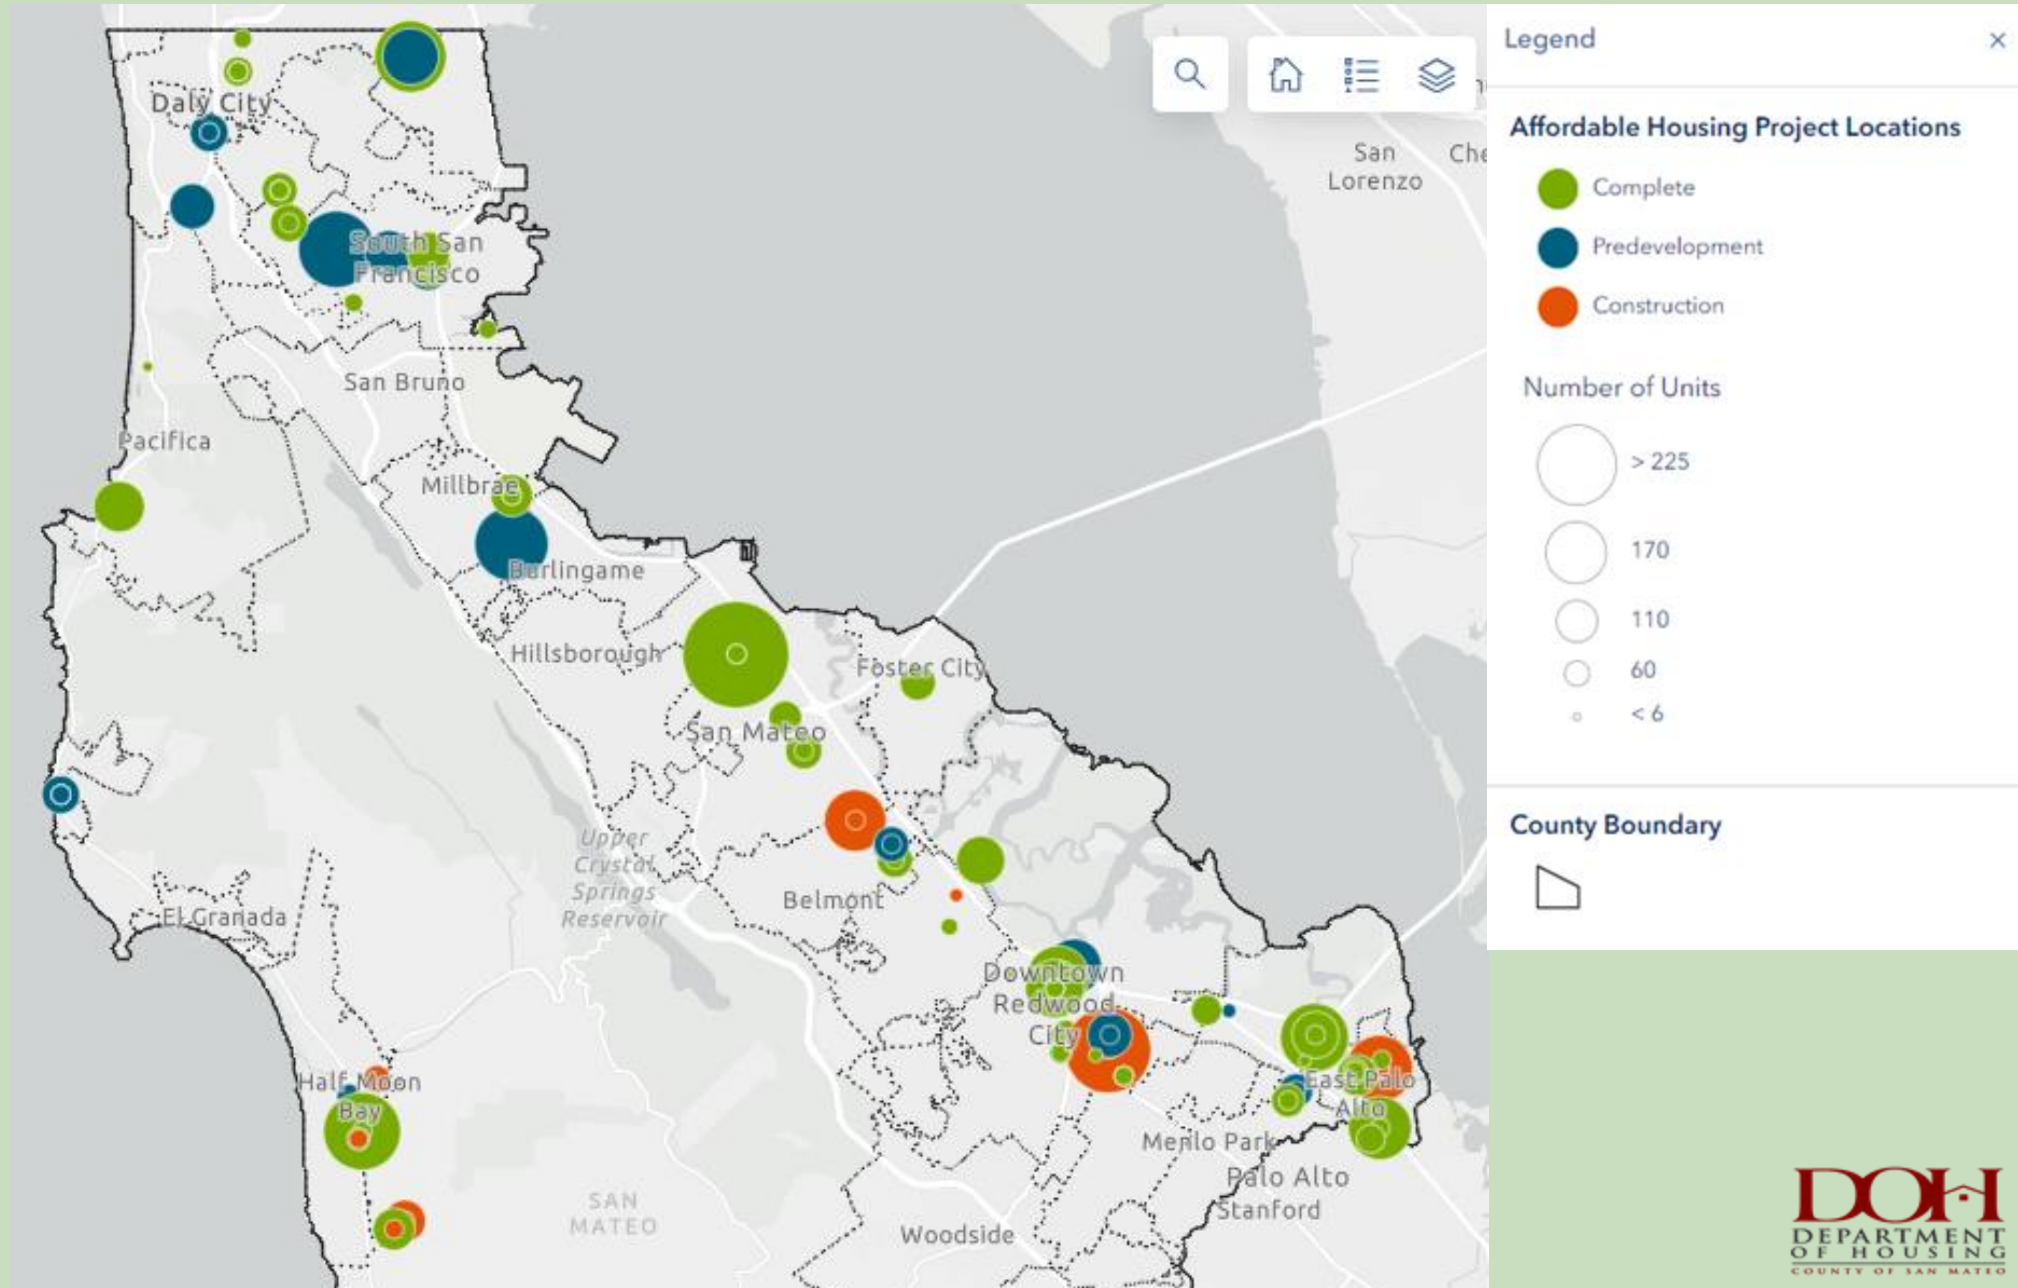 Daly City
South San
Francisco
San Bruno
Pacifica
Millbrae
Burlingame
Hillsborough
Foster City
San Mateo
Upper
Crystal
Springs
Reservoir
Belmont
El Granada
Downtown
Redwood
City
Half Moon
Bay
East Palo
Alto
Menlo Park
Palo Alto
Stanford
SAN
MATEO
Woodside
San
Lorenzo
Legend
×
Affordable Housing Project Locations
Complete
Predevelopment
Construction
Number of Units
> 225
170
110
60
< 6
County Boundary
DOH
DEPARTMENT
OF HOUSING
COUNTY OF SAN MATEO